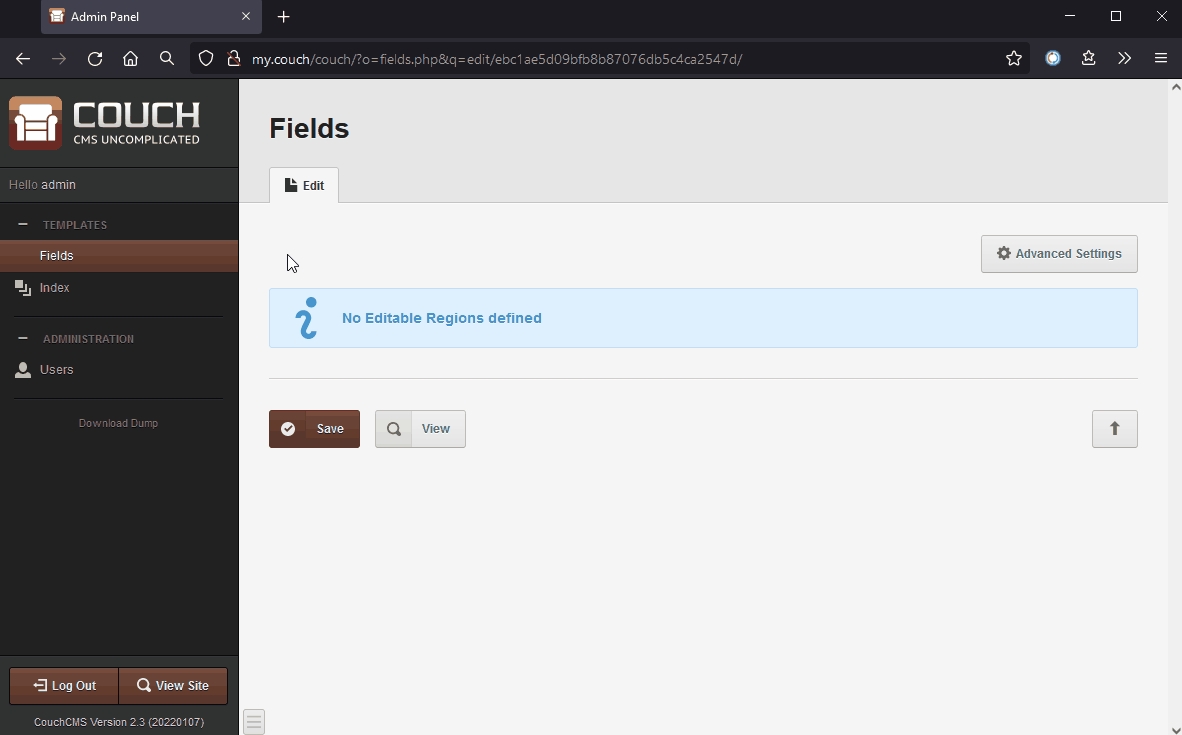 Admin Panel
my.couch/couch/?o=fields.php&q=edit/ebc1ae5d09bfb8b87076db5c4ca2547d/
COUCH
CMS UNCOMPLICATED
Hello admin
TEMPLATES
Fields
Index
ADMINISTRATION
Users
Download Dump
Log Out
View Site
CouchCMS Version 2.3 (20220107)
Fields
Edit
Advanced Settings
No Editable Regions defined
Save
View